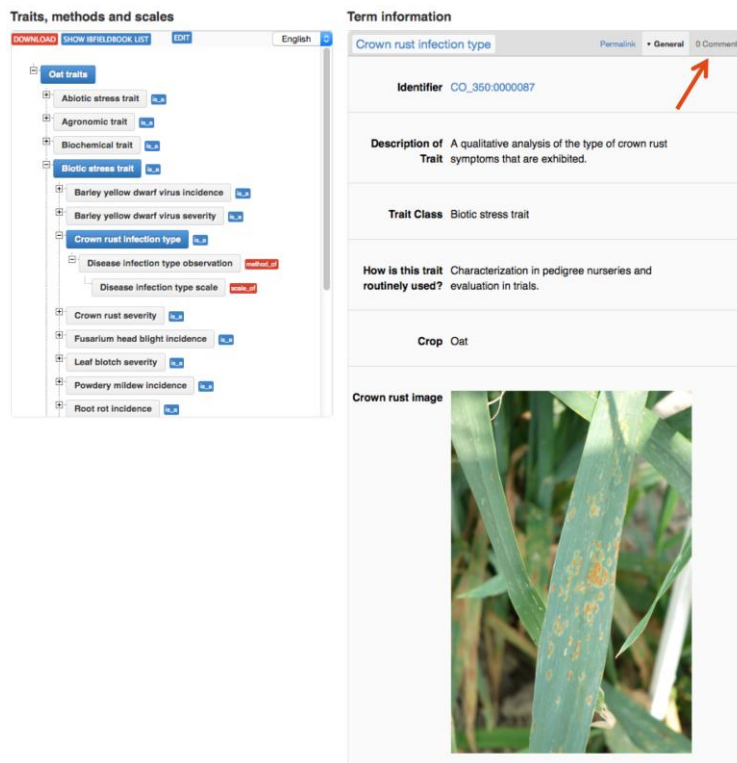 Traits, methods and scales
DOWNLOAD SHOW IBFIELDBOOK LIST EDIT English
Oat traits
Abiotic stress trait is_a
Agronomic trait is_a
Biochemical trait is_a
Biotic stress trait is_a
Barley yellow dwarf virus incidence is_a
Barley yellow dwarf virus severity is_a
Crown rust infection type is_a
Disease infection type observation method_of
Disease infection type scale scale_of
Crown rust severity is_a
Fusarium head blight incidence is_a
Leaf blotch severity is_a
Powdery mildew incidence is_a
Root rot incidence is_a
Term information
Crown rust infection type Permalink General 0 Comment
Identifier CO_350:0000087
Description of Trait A qualitative analysis of the type of crown rust
symptoms that are exhibited.
Trait Class Biotic stress trait
How is this trait routinely used? Characterization in pedigree nurseries and
evaluation in trials.
Crop Oat
Crown rust image